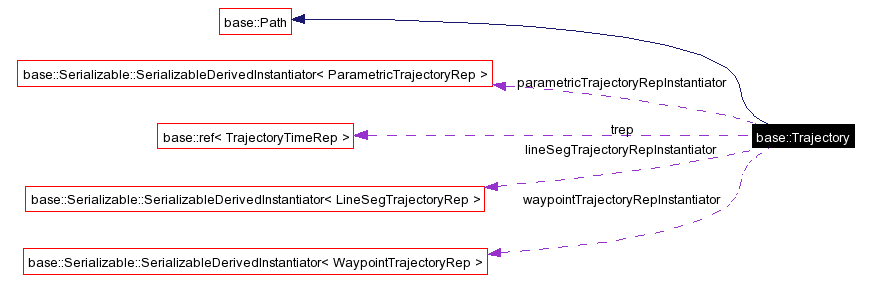 base::Path
base::Serializable::SerializableDerivedInstantiator< ParametricTrajectoryRep >
parametricTrajectoryRepInstantiator
base::ref< TrajectoryTimeRep >
trep
base::Trajectory
lineSegTrajectoryRepInstantiator
base::Serializable::SerializableDerivedInstantiator< LineSegTrajectoryRep >
waypointTrajectoryRepInstantiator
base::Serializable::SerializableDerivedInstantiator< WaypointTrajectoryRep >